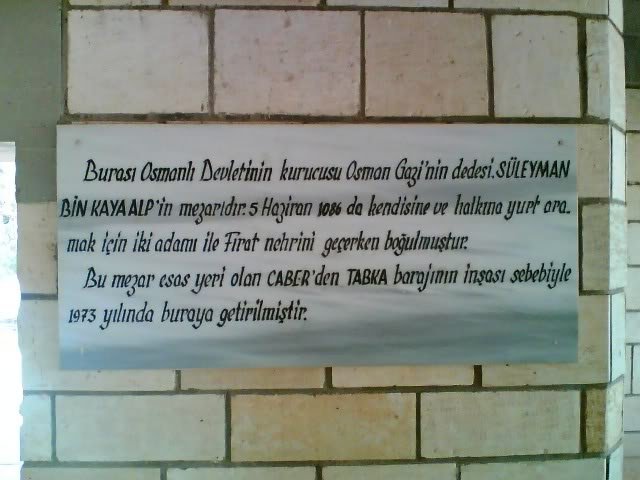 Burası Osmanlı Devletinin kurucusu Osman Gazi'nin dedesi. SÜLEYMAN
BİN KAYA ALP'in mezarıdır. 5 Haziran 1086 da kendisine ve halkına yurt ara-
mak için iki adamı ile Fırat nehrini geçerken boğulmuştur.
Bu mezar esas yeri olan CABER'den TABKA barajının inşası sebebiyle
1973 yılında buraya getirilmiştir.